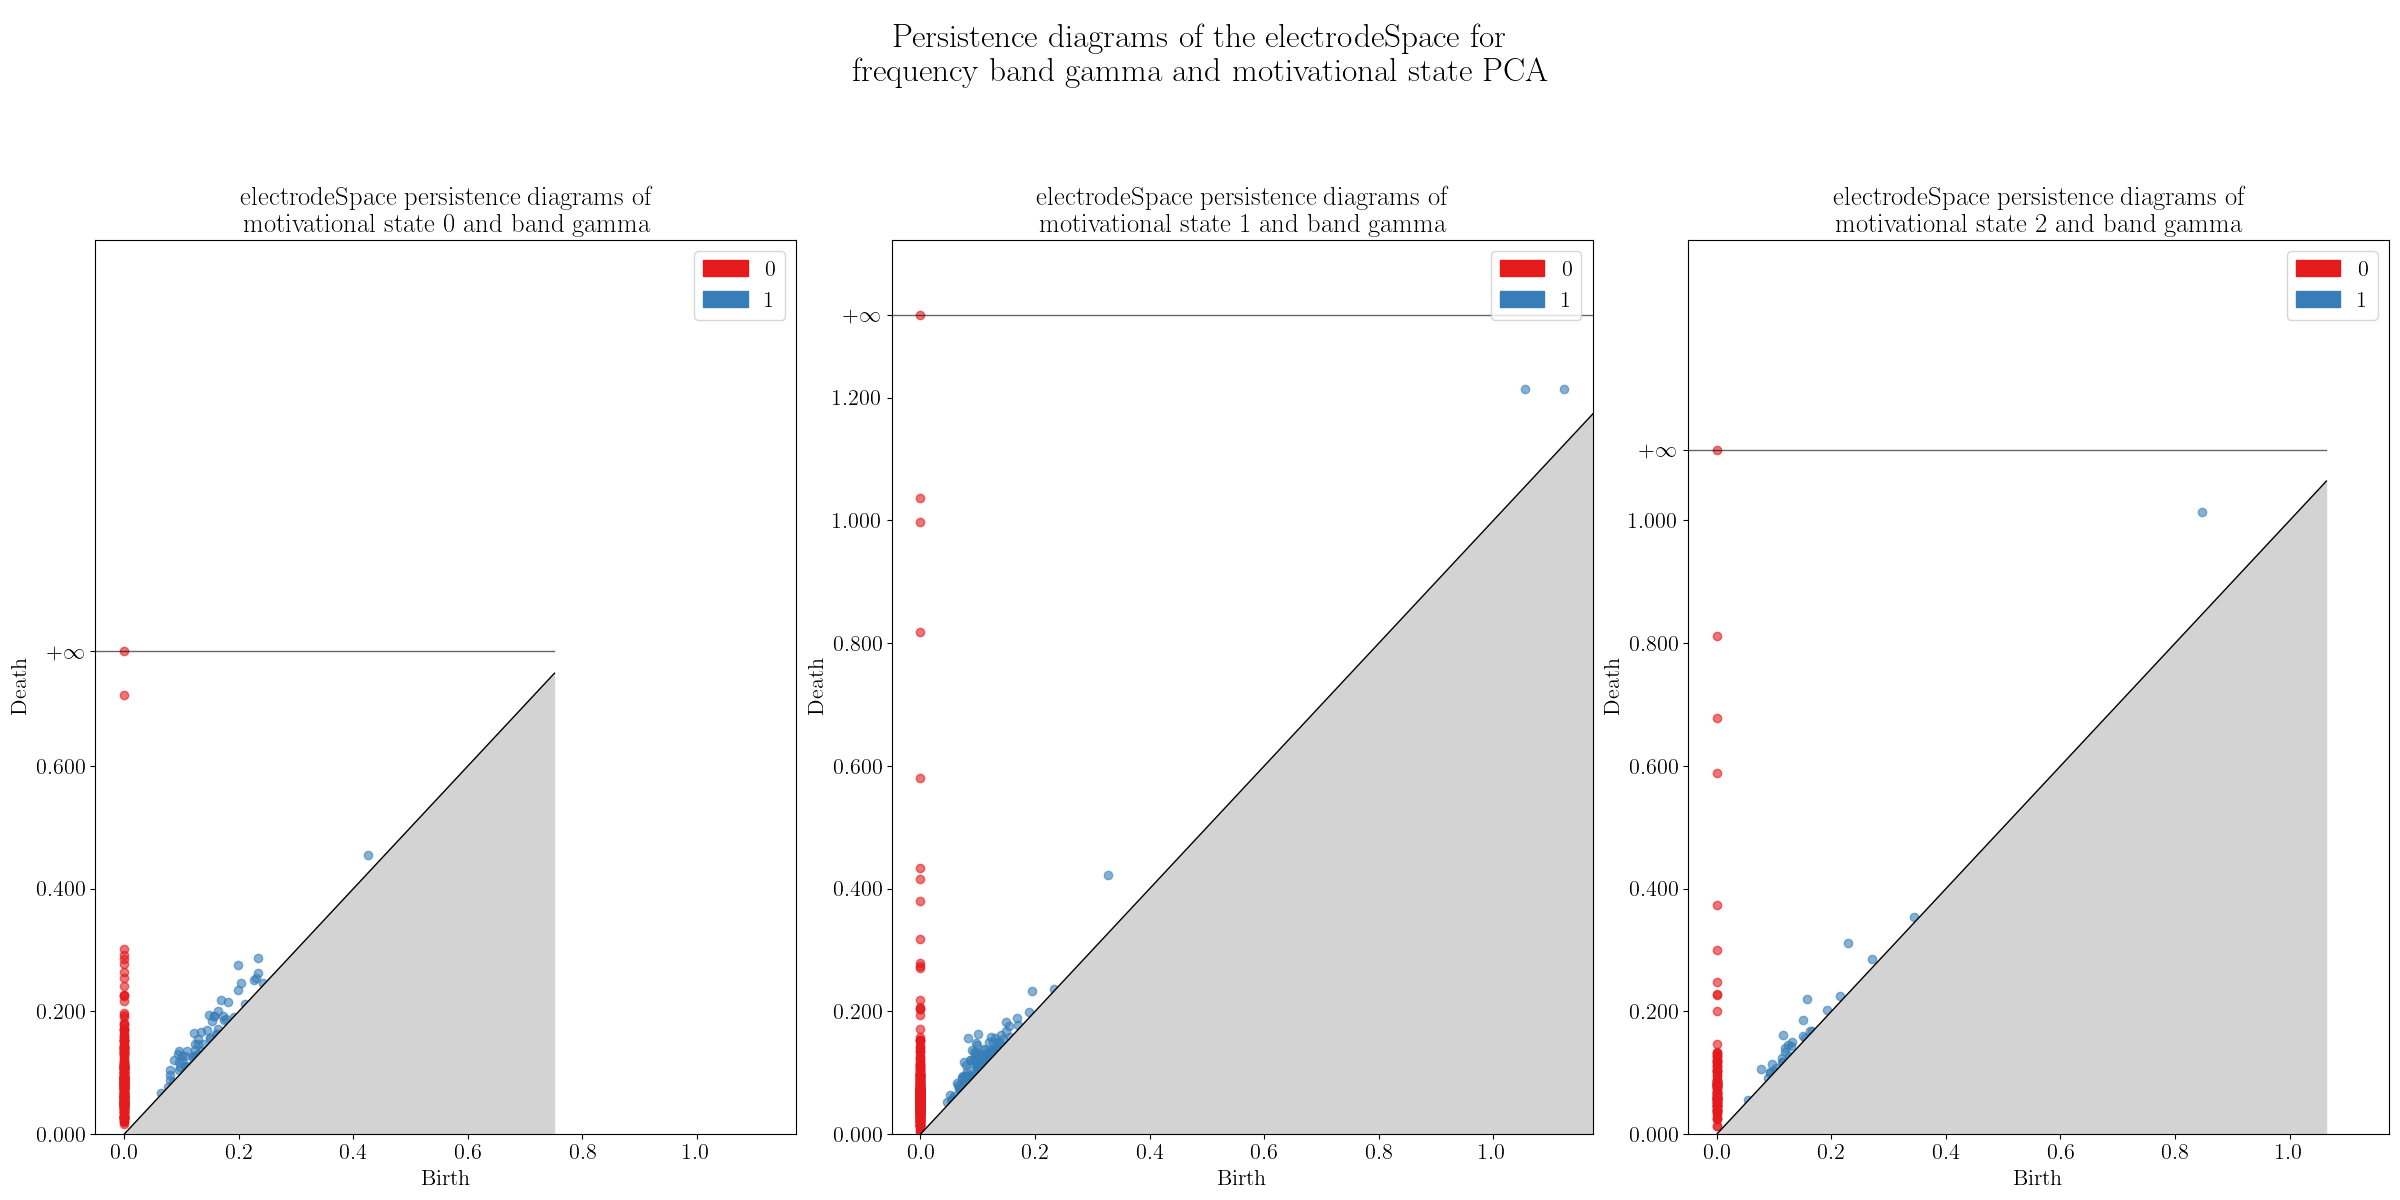 Persistence diagrams of the electrodeSpace for
frequency band gamma and motivational state PCA
electrodeSpace persistence diagrams of
motivational state 0 and band gamma
0
1
+∞
0.600
0.400
0.200
0.000
Death
0.0 0.2 0.4 0.6 0.8 1.0
Birth
electrodeSpace persistence diagrams of
motivational state 1 and band gamma
0
1
+∞
1.200
1.000
0.800
0.600
0.400
0.200
0.000
Death
0.0 0.2 0.4 0.6 0.8 1.0
Birth
electrodeSpace persistence diagrams of
motivational state 2 and band gamma
0
1
+∞
1.000
0.800
0.600
0.400
0.200
0.000
Death
0.0 0.2 0.4 0.6 0.8 1.0
Birth